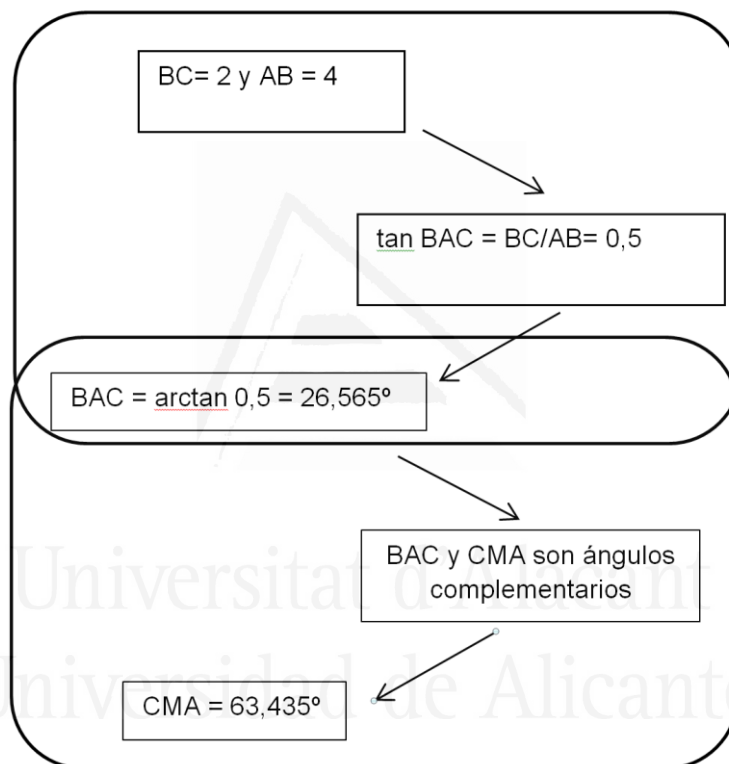 BC= 2 y AB = 4
tan BAC = BC/AB= 0,5
BAC = arctan 0,5 = 26,565º
BAC y CMA son ángulos
complementarios
Universitat d'Alacant
Universidad de Alicante
CMA = 63,435º